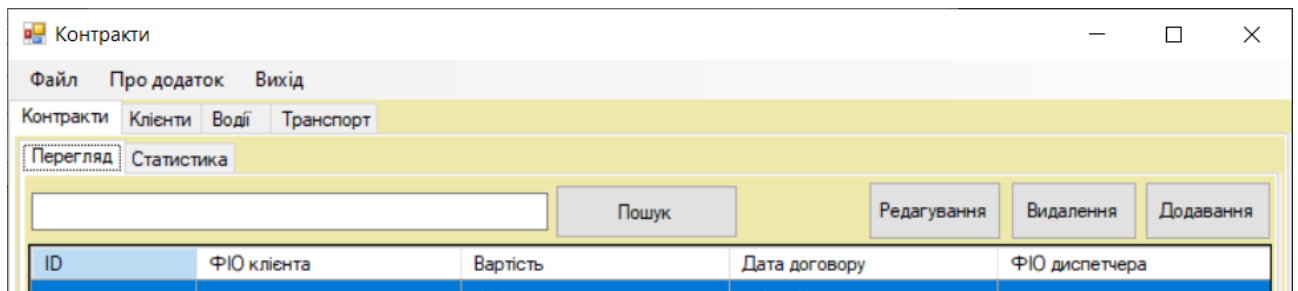 Контракти
Файл Про додаток Вихід
Контракти Клієнти Водії Транспорт
Перегляд Статистика
Пошук Редагування Видалення Додавання
ID ФІО клієнта Вартість Дата договору ФІО диспетчера